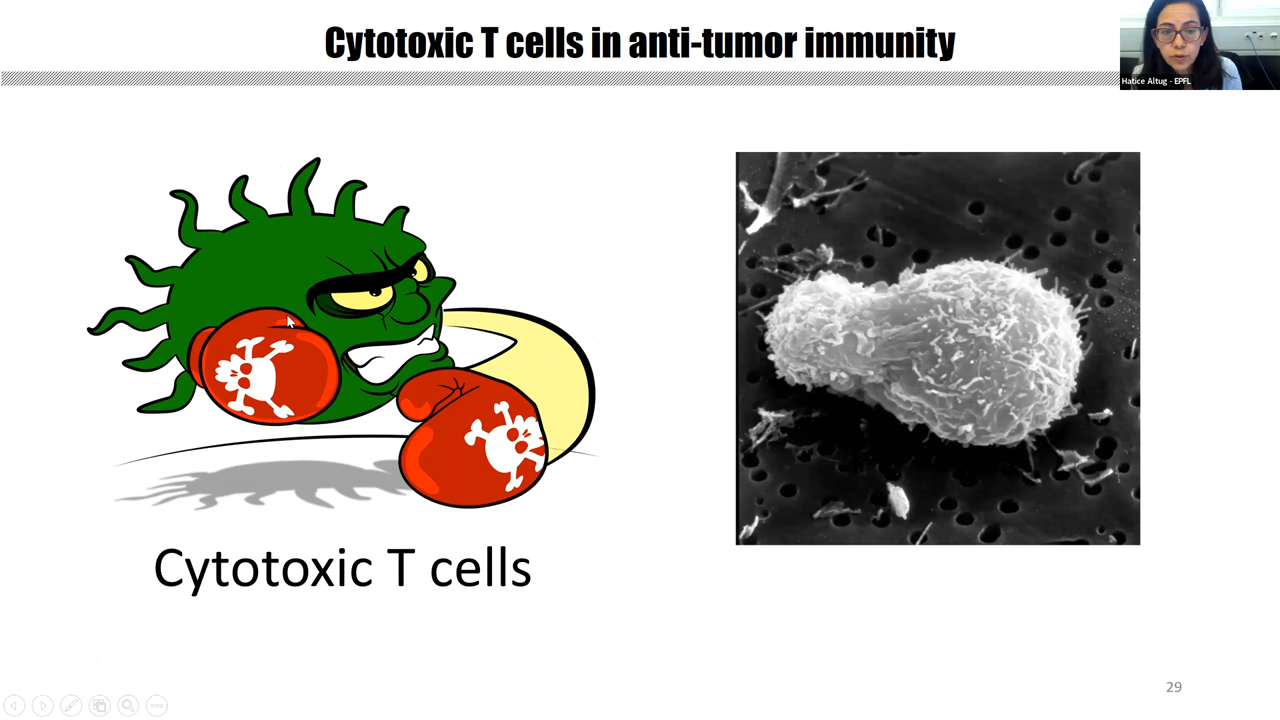 Cytotoxic T cells in anti-tumor immunity
Hatice Altug - EPFL
Cytotoxic T cells
29